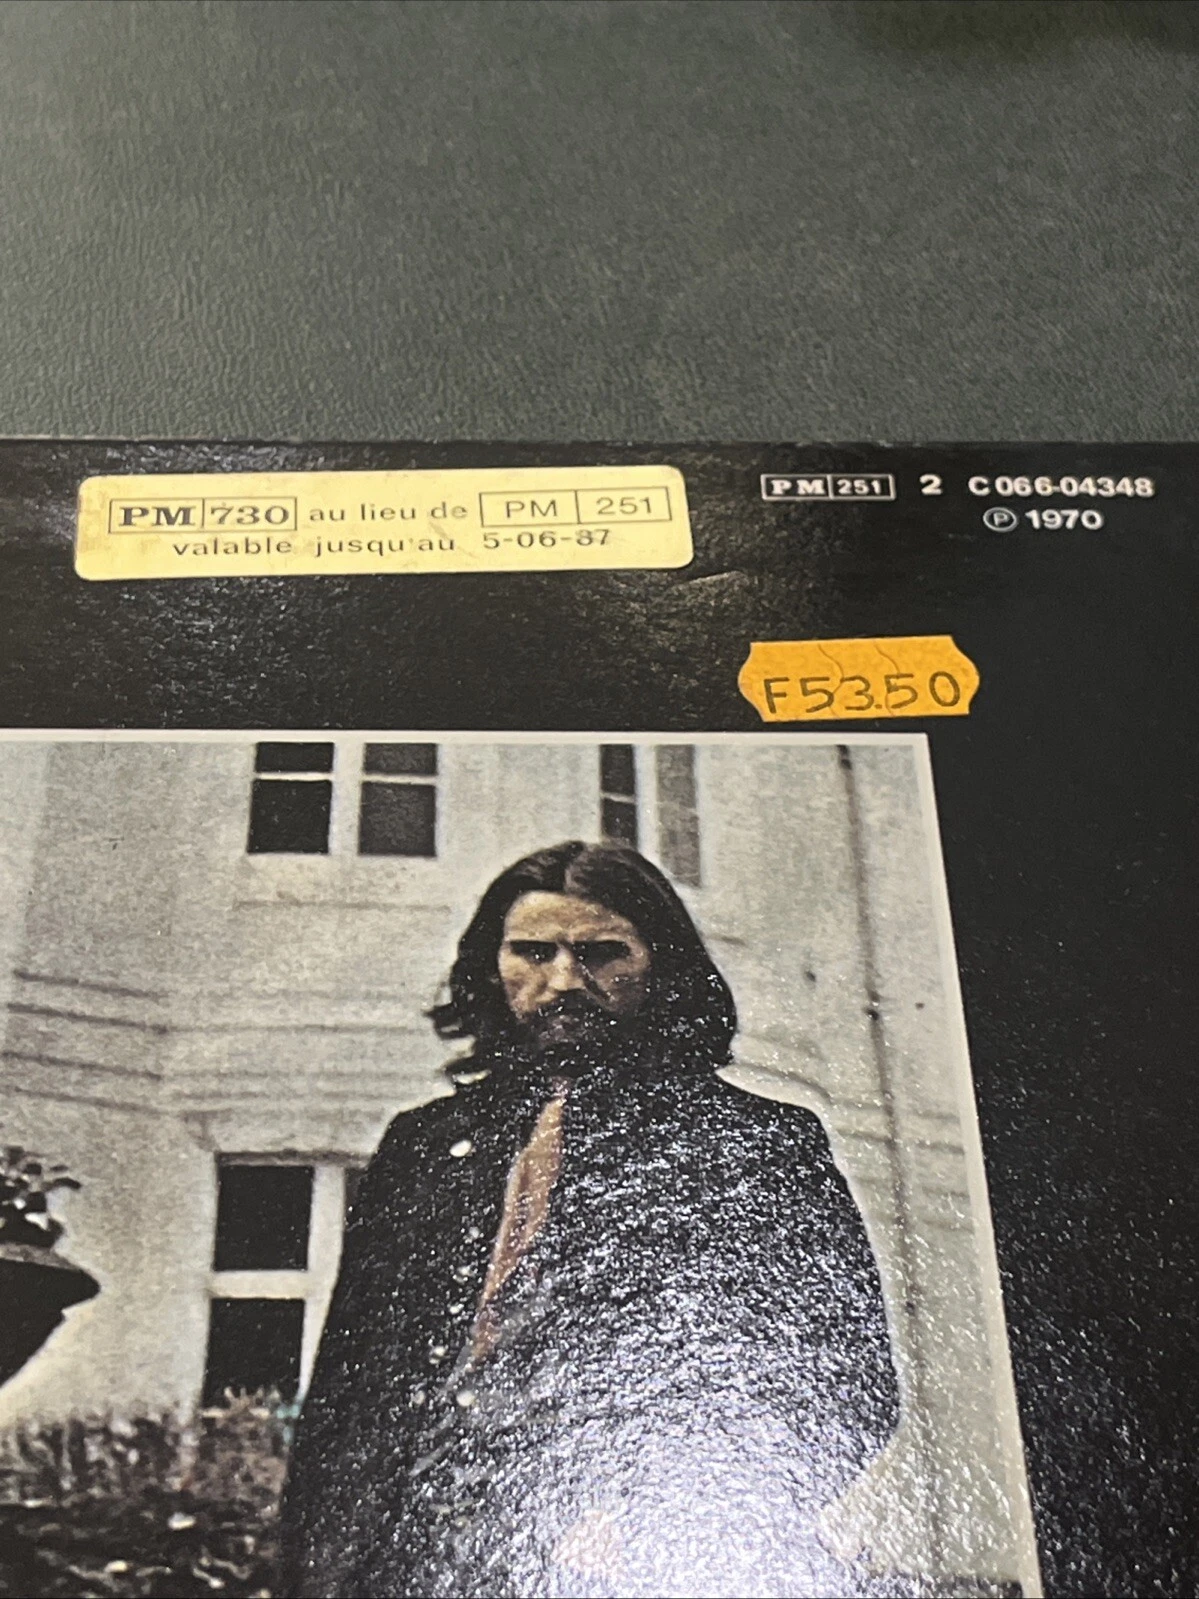 PM 730 au lieu de PM 251
valable jusqu'au 5-06-87
PM 251 2 C 066-04348
Ⓟ 1970
F53.50